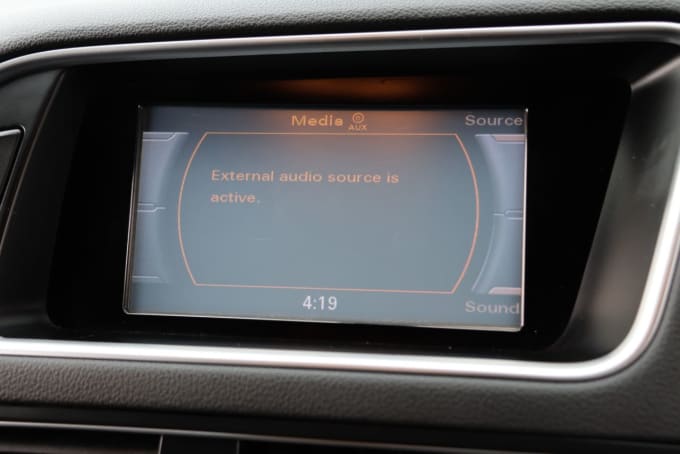 Media AUX Source
External audio source is
active.
4:19
Sound